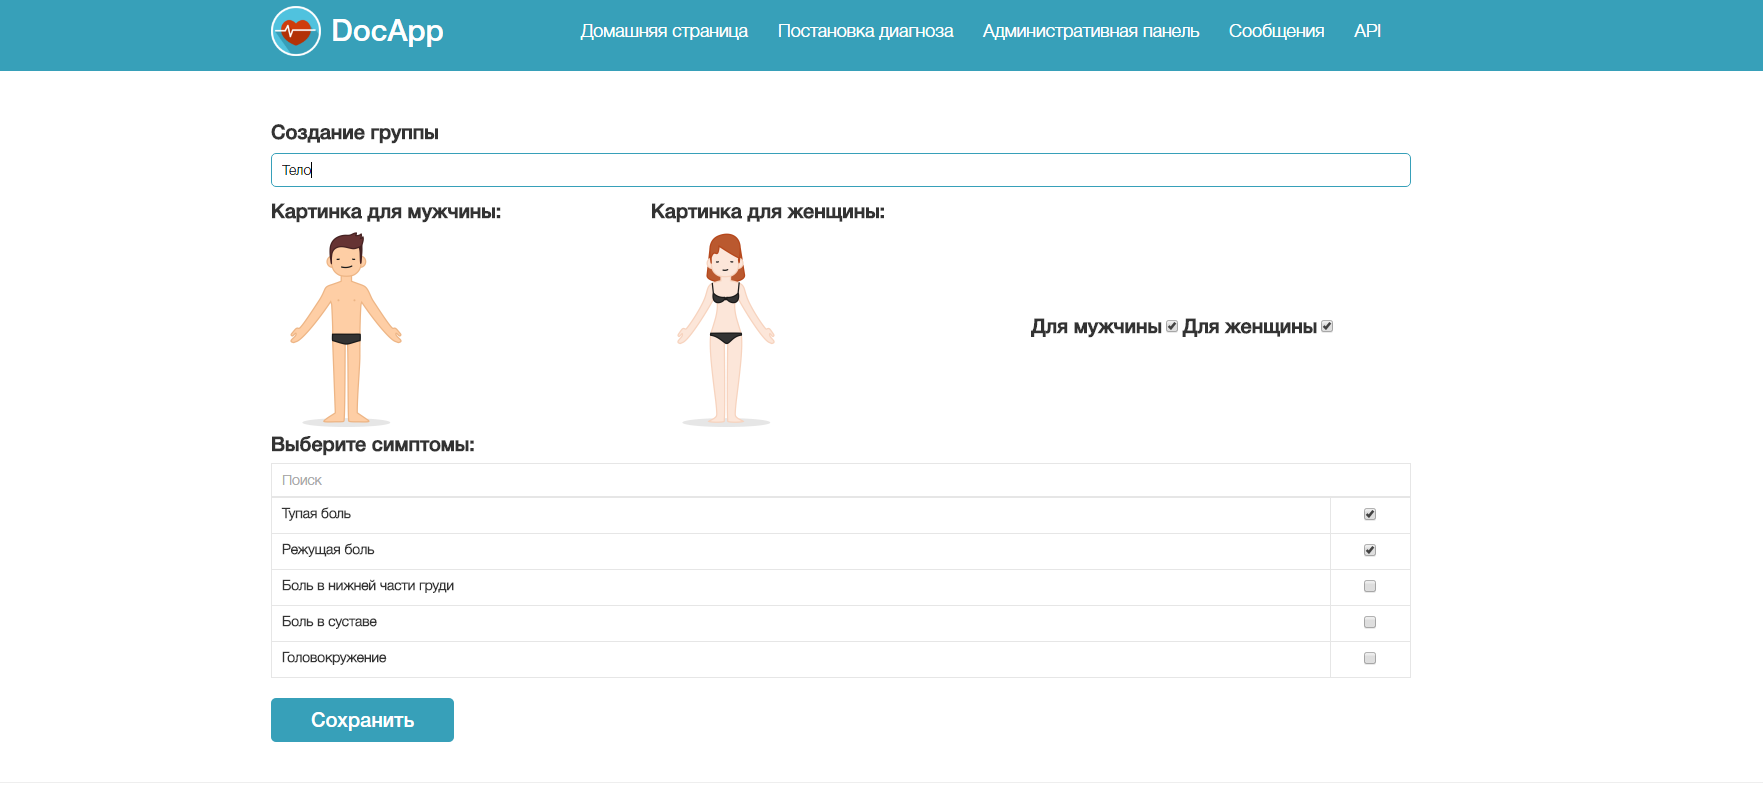 DocApp
Домашняя страница Постановка диагноза Административная панель Сообщения API
Создание группы
Тело
Картинка для мужчины: Картинка для женщины:
Для мужчины Для женщины
Выберите симптомы:
Поиск
Тупая боль
Режущая боль
Боль в нижней части груди
Боль в суставе
Головокружение
Сохранить